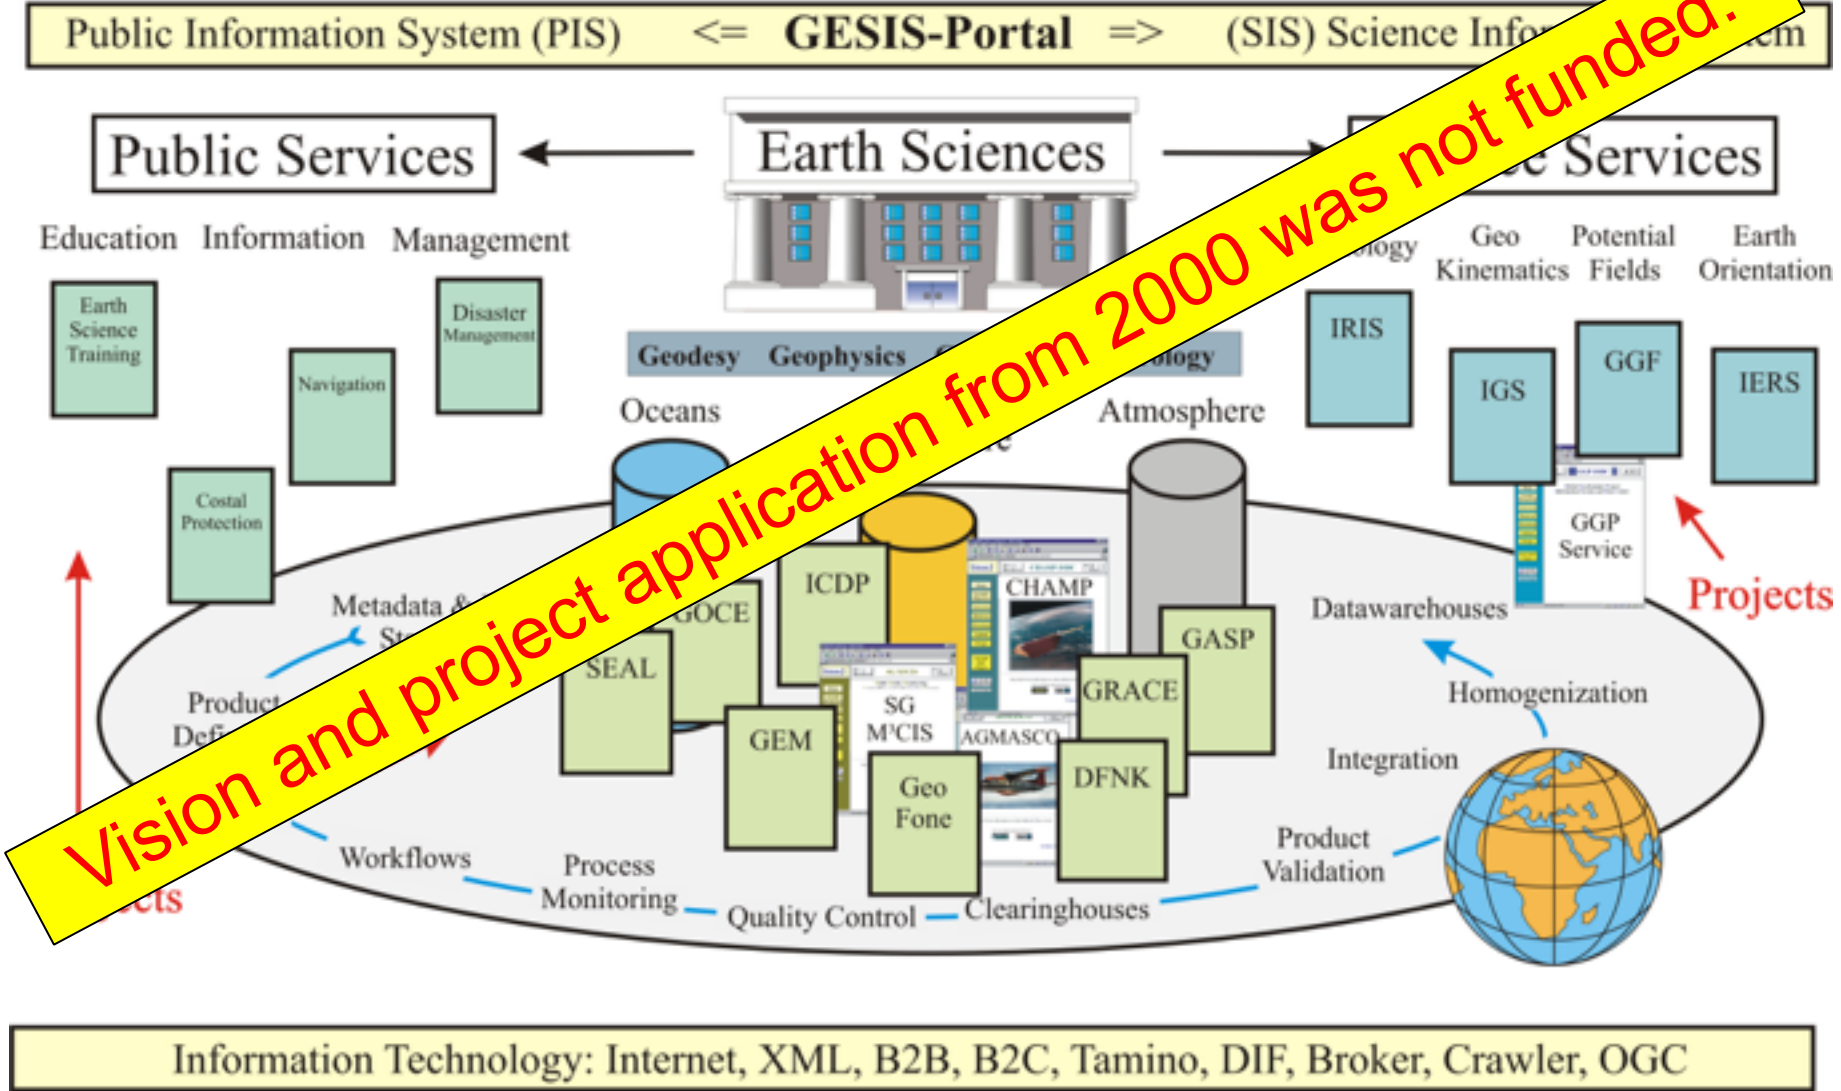 Public Information System (PIS) <= GESIS-Portal => (SIS) Science
Vision and project application from 2000 was not funded.
Public Services
Earth Sciences
Services
Education Information Management
Geo
Kinematics
Potential
Fields
Earth
Orientation
Earth
Science
Training
Navigation
Disaster
Management
Costal
Protection
Geodesy Geophysics
IRIS
IGS
GGF
IERS
GGP
Service
Oceans
Atmosphere
Projects
Metadata &
Product
ICDP
GOCE
SEAL
GEM
SG
M³CIS
CHAMP
AGMASCO
Geo
Fone
GRACE
DFNK
GASP
Datawarehouses
Homogenization
Integration
Product
Validation
Workflows
Process
Monitoring
Quality Control
Clearinghouses
Information Technology: Internet, XML, B2B, B2C, Tamino, DIF, Broker, Crawler, OGC